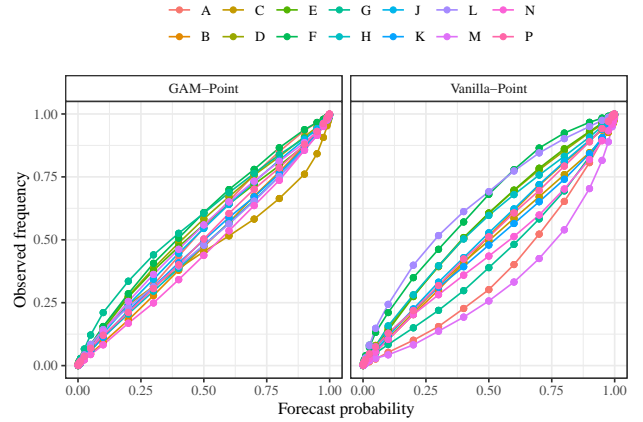 A C E G J L N
B D F H K M P
GAM−Point Vanilla−Point
1.00
0.75
0.50
0.25
0.00
0.00 0.25 0.50 0.75 1.00 0.00 0.25 0.50 0.75 1.00
Forecast probability
Observed frequency